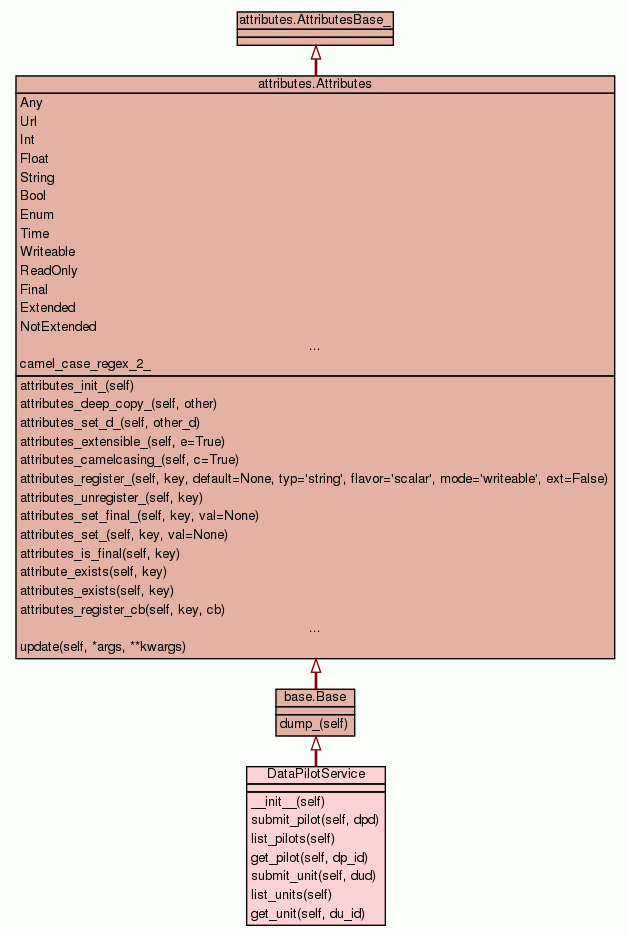 attributes.AttributesBase_
attributes.Attributes
Any
Url
Int
Float
String
Bool
Enum
Time
Writeable
ReadOnly
Final
Extended
NotExtended
...
camel_case_regex_2_
attributes_init_(self)
attributes_deep_copy_(self, other)
attributes_set_d_(self, other_d)
attributes_extensible_(self, e=True)
attributes_camelcasing_(self, c=True)
attributes_register_(self, key, default=None, typ='string', flavor='scalar', mode='writeable', ext=False)
attributes_unregister_(self, key)
attributes_set_final_(self, key, val=None)
attributes_set_(self, key, val=None)
attributes_is_final(self, key)
attribute_exists(self, key)
attributes_exists(self, key)
attributes_register_cb(self, key, cb)
...
update(self, *args, **kwargs)
base.Base
dump_(self)
DataPilotService
__init__(self)
submit_pilot(self, dpd)
list_pilots(self)
get_pilot(self, dp_id)
submit_unit(self, dud)
list_units(self)
get_unit(self, du_id)